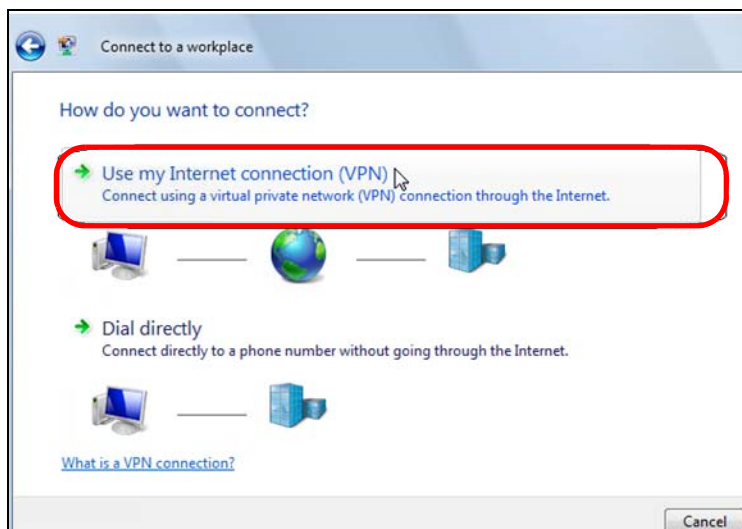 Connect to a workplace
How do you want to connect?
Use my Internet connection (VPN)
Connect using a virtual private network (VPN) connection through the Internet.
Dial directly
Connect directly to a phone number without going through the Internet.
What is a VPN connection?
Cancel